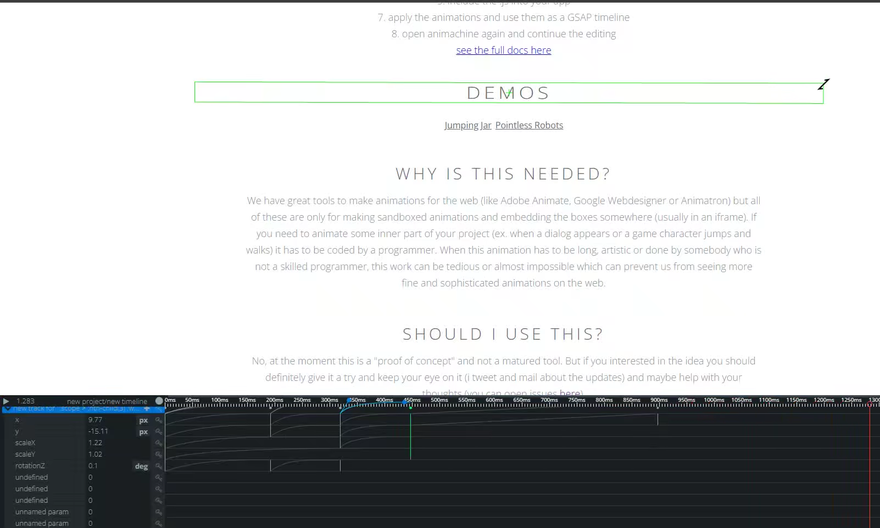 7. apply the animations and use them as a GSAP timeline
8. open animachine again and continue the editing
see the full docs here
DEMOS
Jumping Jar Pointless Robots
WHY IS THIS NEEDED?
We have great tools to make animations for the web (like Adobe Animate, Google Webdesigner or Animatron) but all
of these are only for making sandboxed animations and embedding the boxes somewhere (usually in an iframe). If
you need to animate some inner part of your project (ex. when a dialog appears or a game character jumps and
walks) it has to be coded by a programmer. When this animation has to be long, artistic or done by somebody who is
not a skilled programmer, this work can be tedious or almost impossible which can prevent us from seeing more
fine and sophisticated animations on the web.
SHOULD I USE THIS?
No, at the moment this is a "proof of concept" and not a matured tool. But if you interested in the idea you should
definitely give it a try and keep your eye on it (i tweet and mail about the updates) and maybe help with your
thoughts (you can open issues here)
1.283 new project/new timeline 0ms 50ms 100ms 150ms 200ms 250ms 300ms 350ms 400ms 450ms 500ms 550ms 600ms 650ms 700ms 750ms 800ms 850ms 900ms 950ms 1000ms 1050ms 1100ms 1150ms 1200ms 1250ms 1300
x 9.77 px
y -15.11 px
scaleX 1.22
scaleY 1.02
rotationZ 0.1 deg
undefined 0
undefined 0
undefined 0
unnamed param 0
unnamed param 0